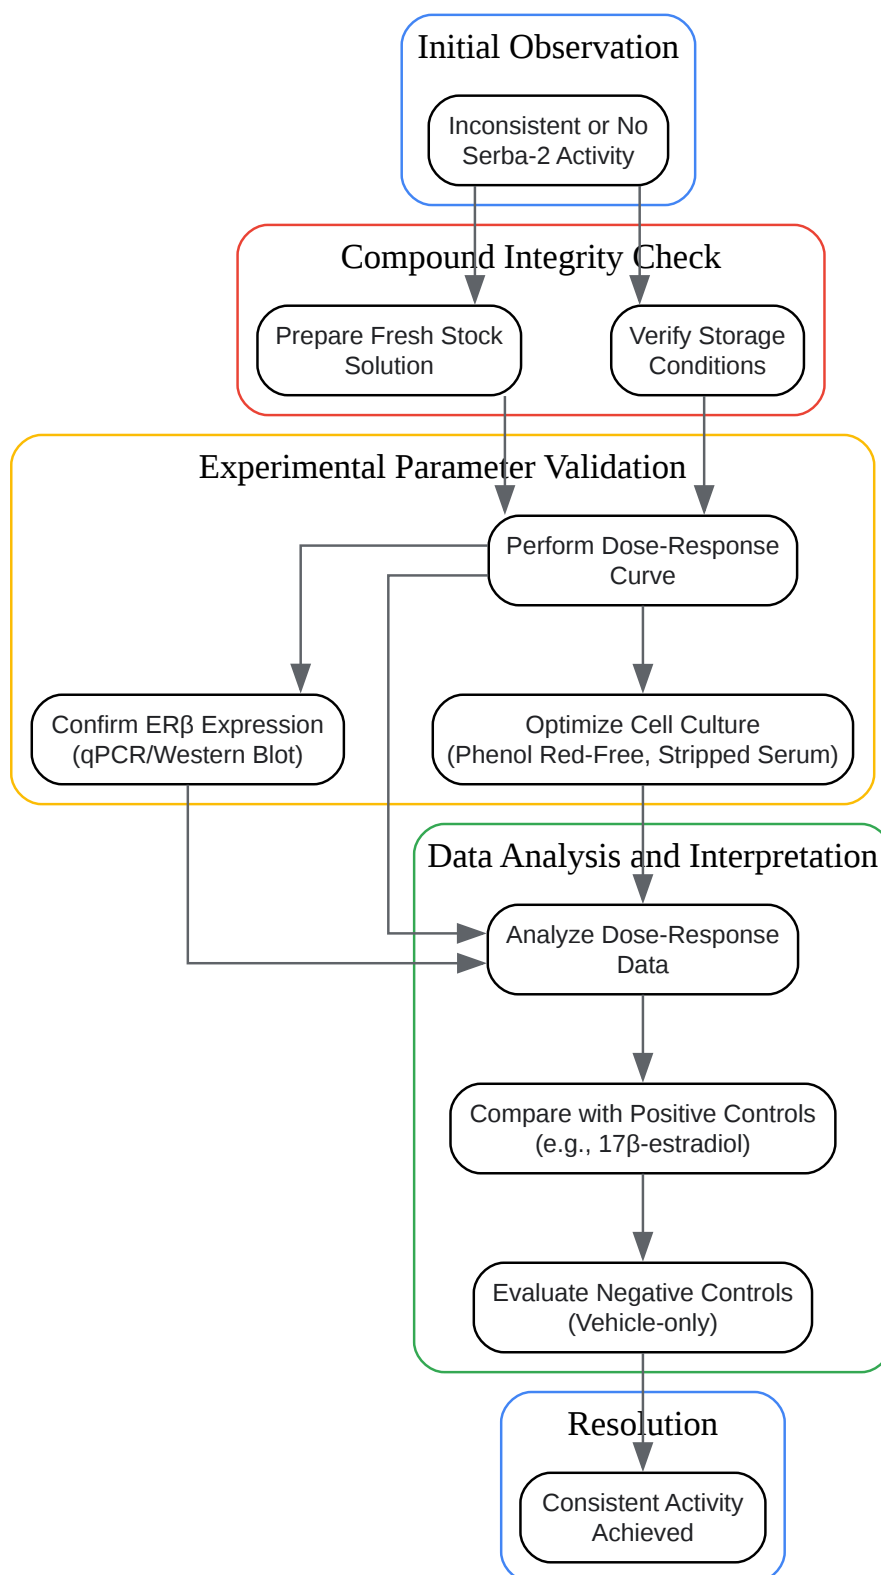 Initial Observation
Inconsistent or No
Serba-2 Activity
Compound Integrity Check
Prepare Fresh Stock
Solution
Verify Storage
Conditions
Experimental Parameter Validation
Perform Dose-Response
Curve
Confirm ERβ Expression
(qPCR/Western Blot)
Optimize Cell Culture
(Phenol Red-Free, Stripped Serum)
Data Analysis and Interpretation
Analyze Dose-Response
Data
Compare with Positive Controls
(e.g., 17β-estradiol)
Evaluate Negative Controls
(Vehicle-only)
Resolution
Consistent Activity
Achieved